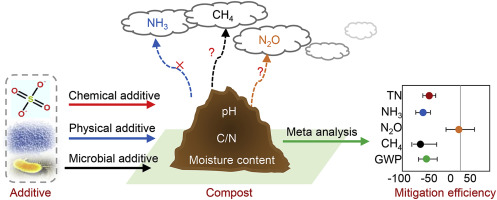 NH3
CH4
N2O
?
?
O
O
S
O
O
Chemical additive
Physical additive
Microbial additive
Additive
pH
C/N
Moisture content
Compost
Meta analysis
TN
NH3
N2O
CH4
GWP
-100 -50 0
Mitigation efficiency